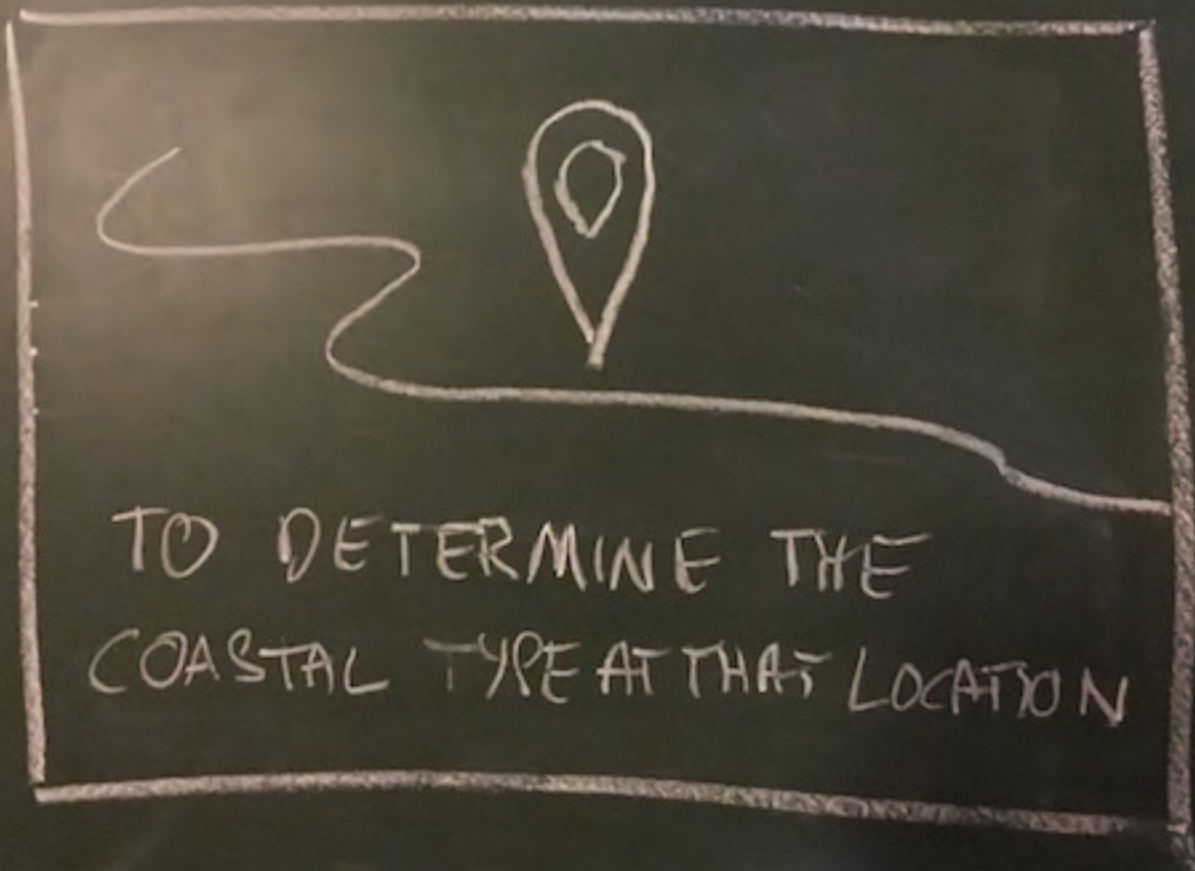 TO DETERMINE THE
COASTAL TYPE AT THAT LOCATION